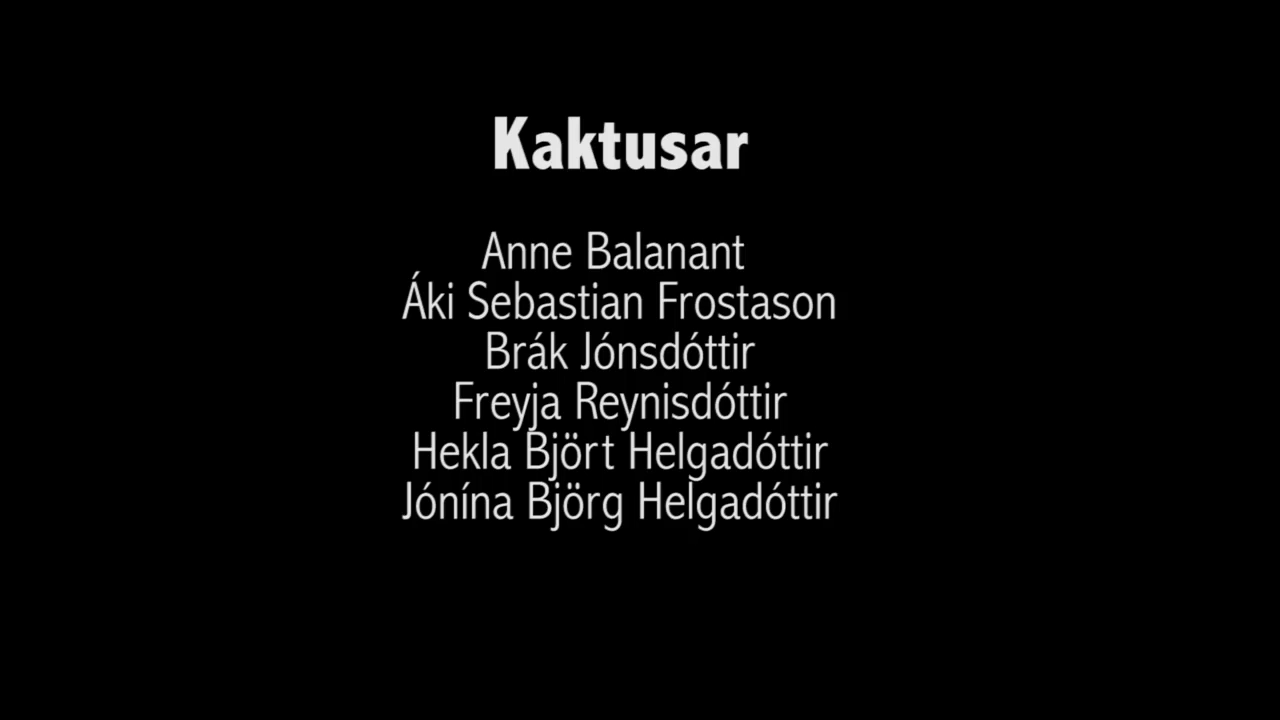 Kaktusar
Anne Balanant
Áki Sebastian Frostason
Brák Jónsdóttir
Freyja Reynisdóttir
Hekla Björt Helgadóttir
Jónína Björg Helgadóttir